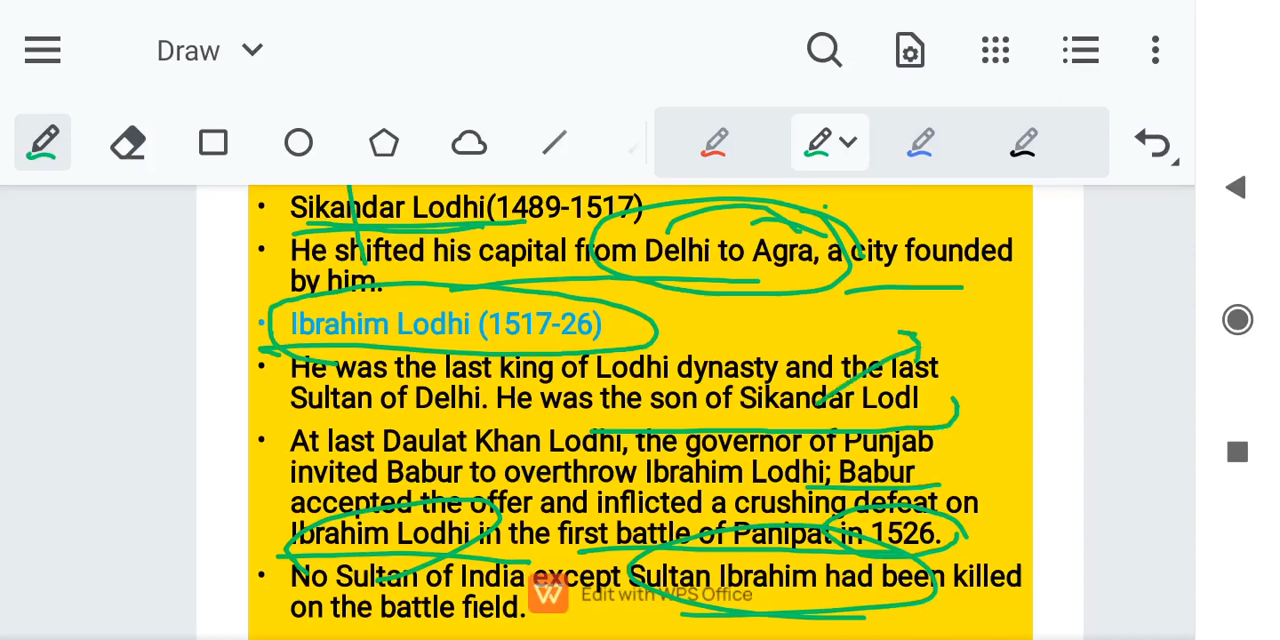 Draw
• Sikandar Lodhi(1489-1517)
• He shifted his capital from Delhi to Agra, a city founded
by him.
• Ibrahim Lodhi (1517-26)
• He was the last king of Lodhi dynasty and the last
Sultan of Delhi. He was the son of Sikandar Lodl
• At last Daulat Khan Lodhi, the governor of Punjab
invited Babur to overthrow Ibrahim Lodhi; Babur
accepted the offer and inflicted a crushing defeat on
Ibrahim Lodhi in the first battle of Panipat in 1526.
• No Sultan of India except Sultan Ibrahim had been killed
Edit with WPS Office
on the battle field.